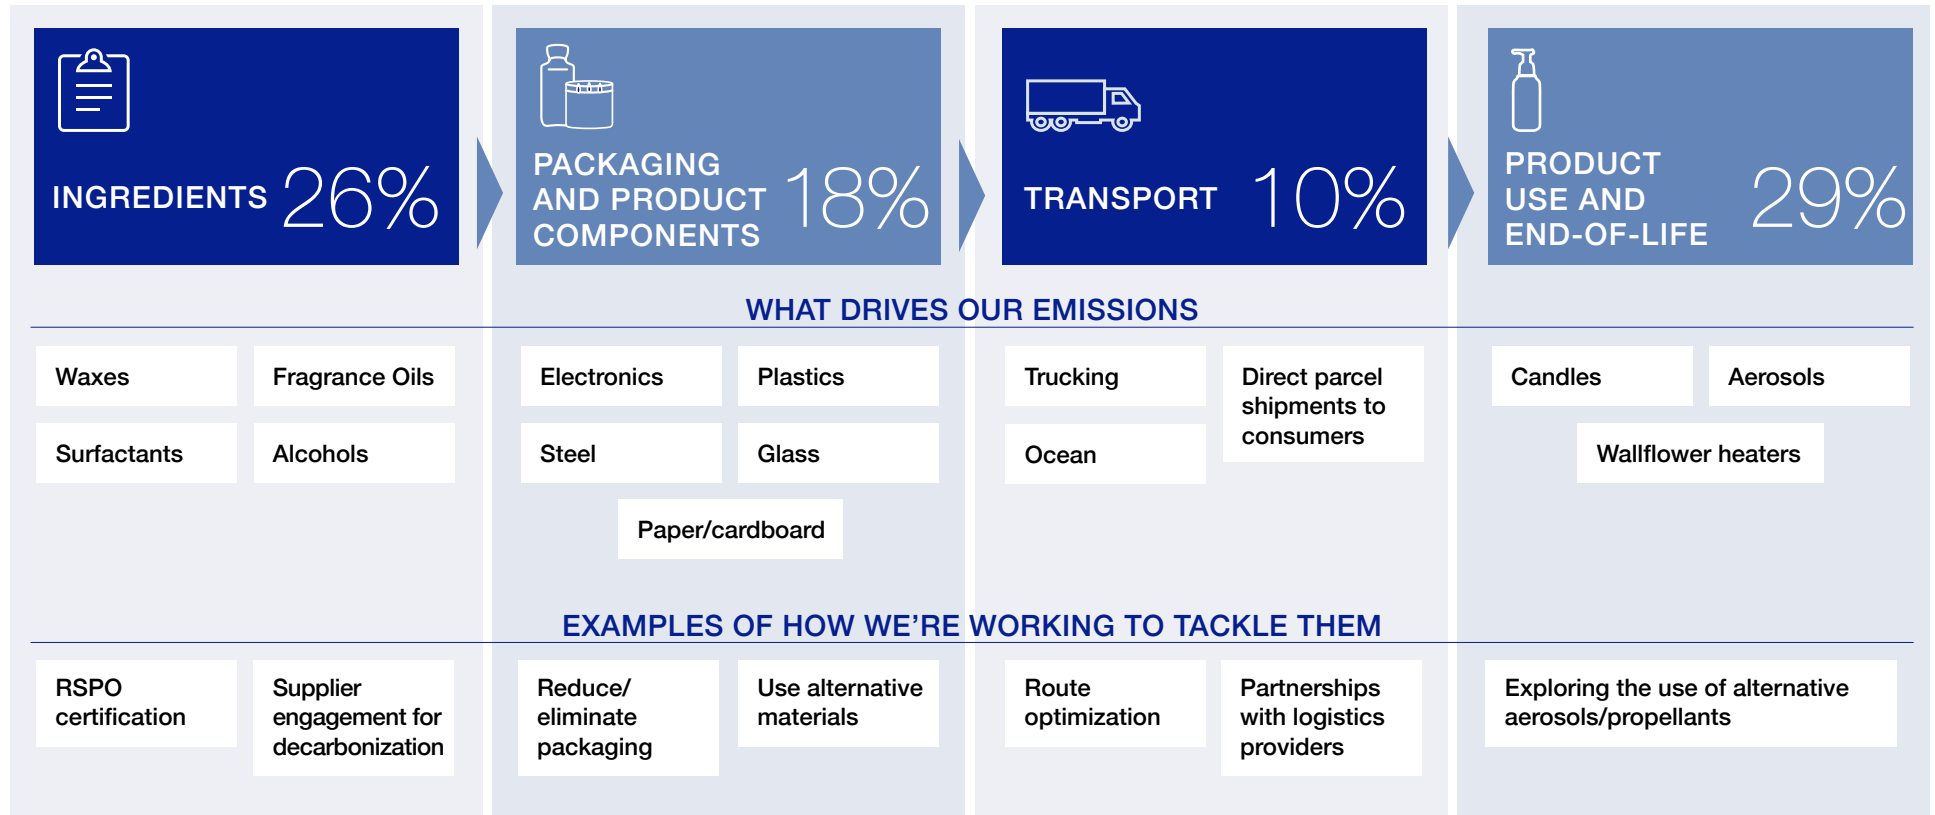 INGREDIENTS 26%
PACKAGING
AND PRODUCT
COMPONENTS
18%
TRANSPORT 10%
PRODUCT
USE AND
END-OF-LIFE
29%
WHAT DRIVES OUR EMISSIONS
Waxes
Fragrance Oils
Surfactants
Alcohols
Electronics
Plastics
Steel
Glass
Paper/cardboard
Trucking
Direct parcel
shipments to
consumers
Ocean
Candles
Aerosols
Wallflower heaters
EXAMPLES OF HOW WE’RE WORKING TO TACKLE THEM
RSPO
certification
Supplier
engagement for
decarbonization
Reduce/
eliminate
packaging
Use alternative
materials
Route
optimization
Partnerships
with logistics
providers
Exploring the use of alternative
aerosols/propellants